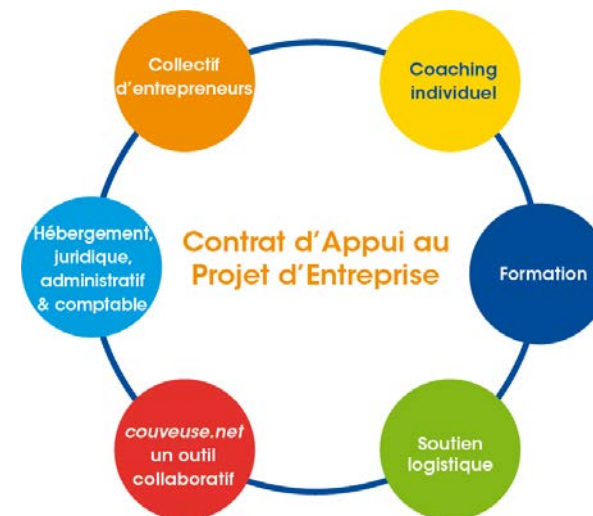 Collectif
d'entrepreneurs
Coaching
individuel
Hébergement,
juridique,
administratif
& comptable
Contrat d'Appui au
Projet d'Entreprise
Formation
couveuse.net
un outil
collaboratif
Soutien
logistique